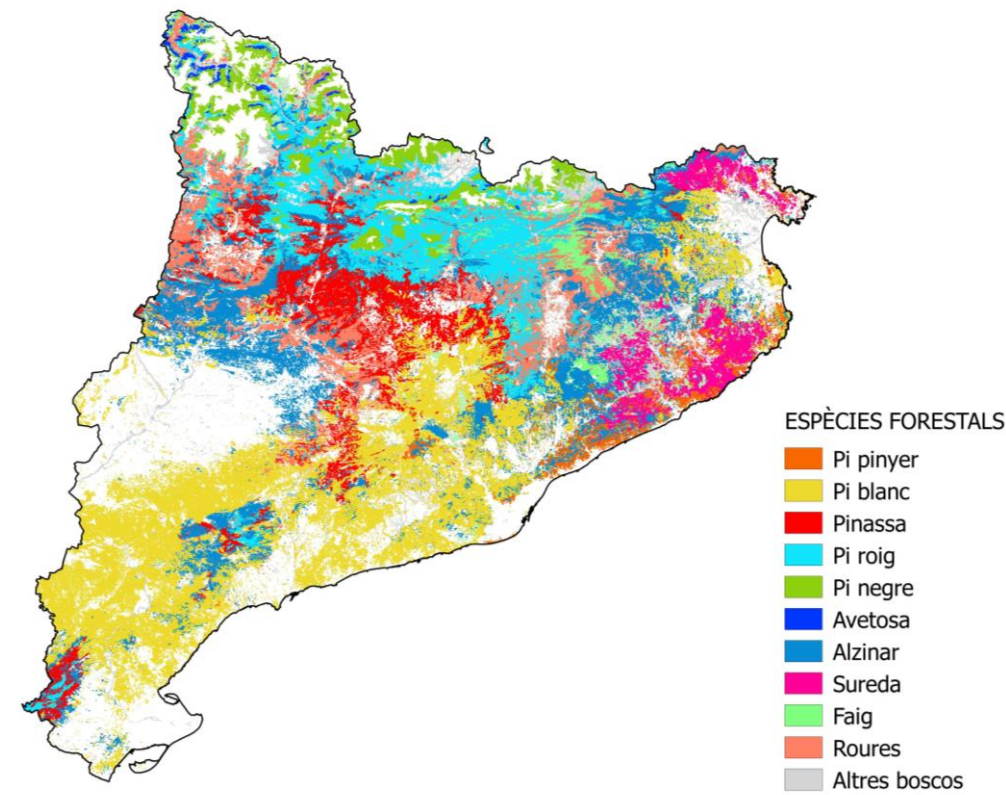 ESPÈCIES FORESTALS
Pi pinyer
Pi blanc
Pinassa
Pi roig
Pi negre
Avetosa
Alzinar
Sureda
Faig
Roures
Altres boscos